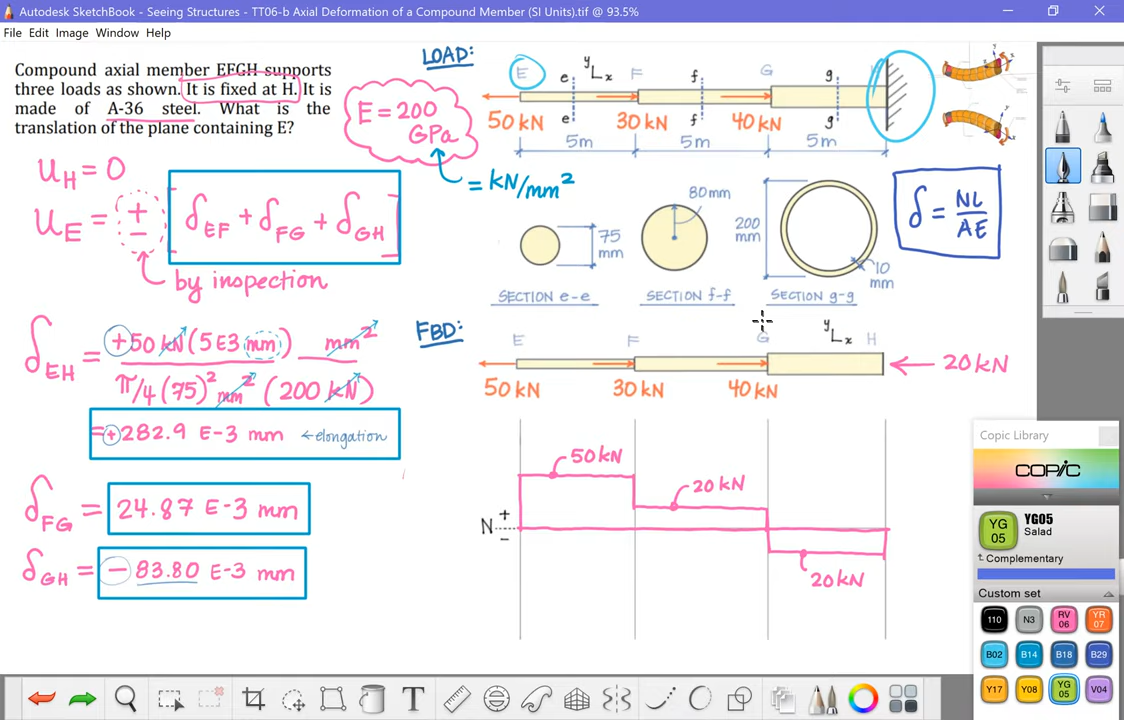 Autodesk SketchBook - Seeing Structures - TT06-b Axial Deformation of a Compound Member (SI Units).tif @ 93.5%
File Edit Image Window Help
Compound axial member EFGH supports
three loads as shown. It is fixed at H. It is
made of A-36 steel. What is the
translation of the plane containing E?
E = 200
GPa
= kN/mm²
LOAD:
E e y x F f G g H
50 kN e 30 kN f 40 kN g
5m 5m 5m
u_H = 0
u_E = ± [δ_EF + δ_FG + δ_GH]
by inspection
δ = NL/AE
75
mm
80mm
200
mm
10
mm
SECTION e-e SECTION f-f SECTION g-g
δ_EH = +50 kN (5E3 mm) mm²
π/4 (75)² mm² (200 kN)
= +282.9 E-3 mm ← elongation
δ_FG = 24.87 E-3 mm
δ_GH = - 83.80 E-3 mm
FBD:
E F G y x H
50 kN 30 kN 40 kN 20 kN
50 kN
20 kN
N + -
20 kN
Copic Library
COPIC
YG
05
YG05
Salad
Complementary
Custom set
110 N3 RV 06 YR 07
B02 B14 B18 B29
Y17 Y08 YG 05 V04
T